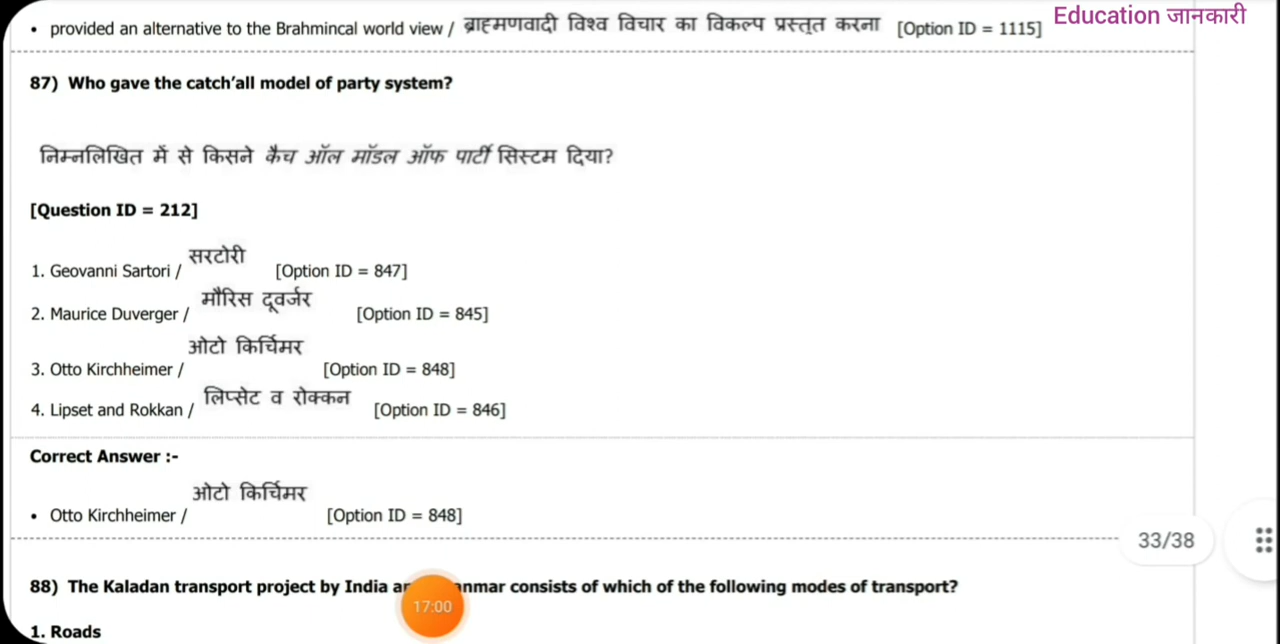 Education जानकारी
• provided an alternative to the Brahmincal world view / ब्राह्मणवादी विश्व विचार का विकल्प प्रस्तुत करना [Option ID = 1115]
87) Who gave the catch'all model of party system?
निम्नलिखित में से किसने कैच ऑल मॉडल ऑफ पार्टी सिस्टम दिया?
[Question ID = 212]
1. Geovanni Sartori / सरटोरी [Option ID = 847]
2. Maurice Duverger / मौरिस दूवर्जर [Option ID = 845]
3. Otto Kirchheimer / ओटो किर्चिमर [Option ID = 848]
4. Lipset and Rokkan / लिप्सेट व रोक्कन [Option ID = 846]
Correct Answer :-
• Otto Kirchheimer / ओटो किर्चिमर [Option ID = 848]
33/38
88) The Kaladan transport project by India consists of which of the following modes of transport?
17:00
1. Roads